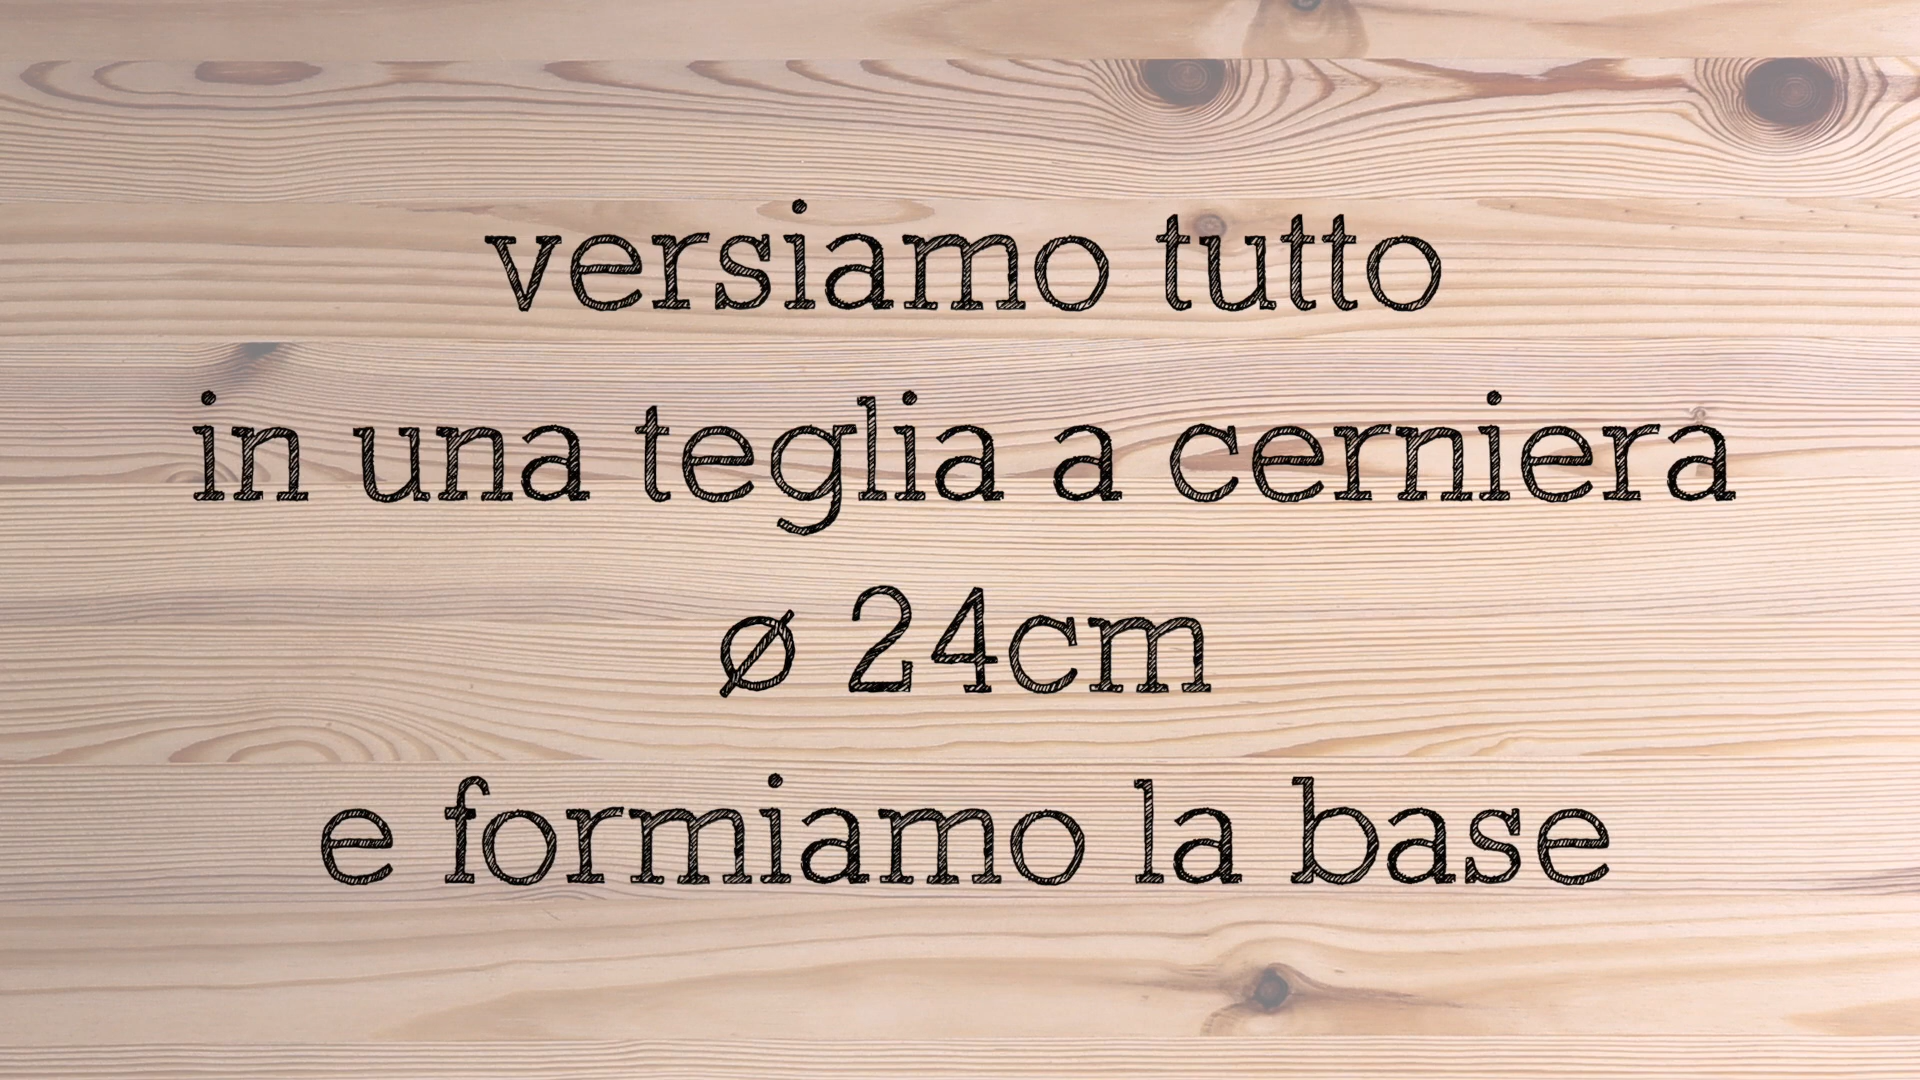 versiamo tutto
in una teglia a cerniera
ø 24cm
e formiamo la base